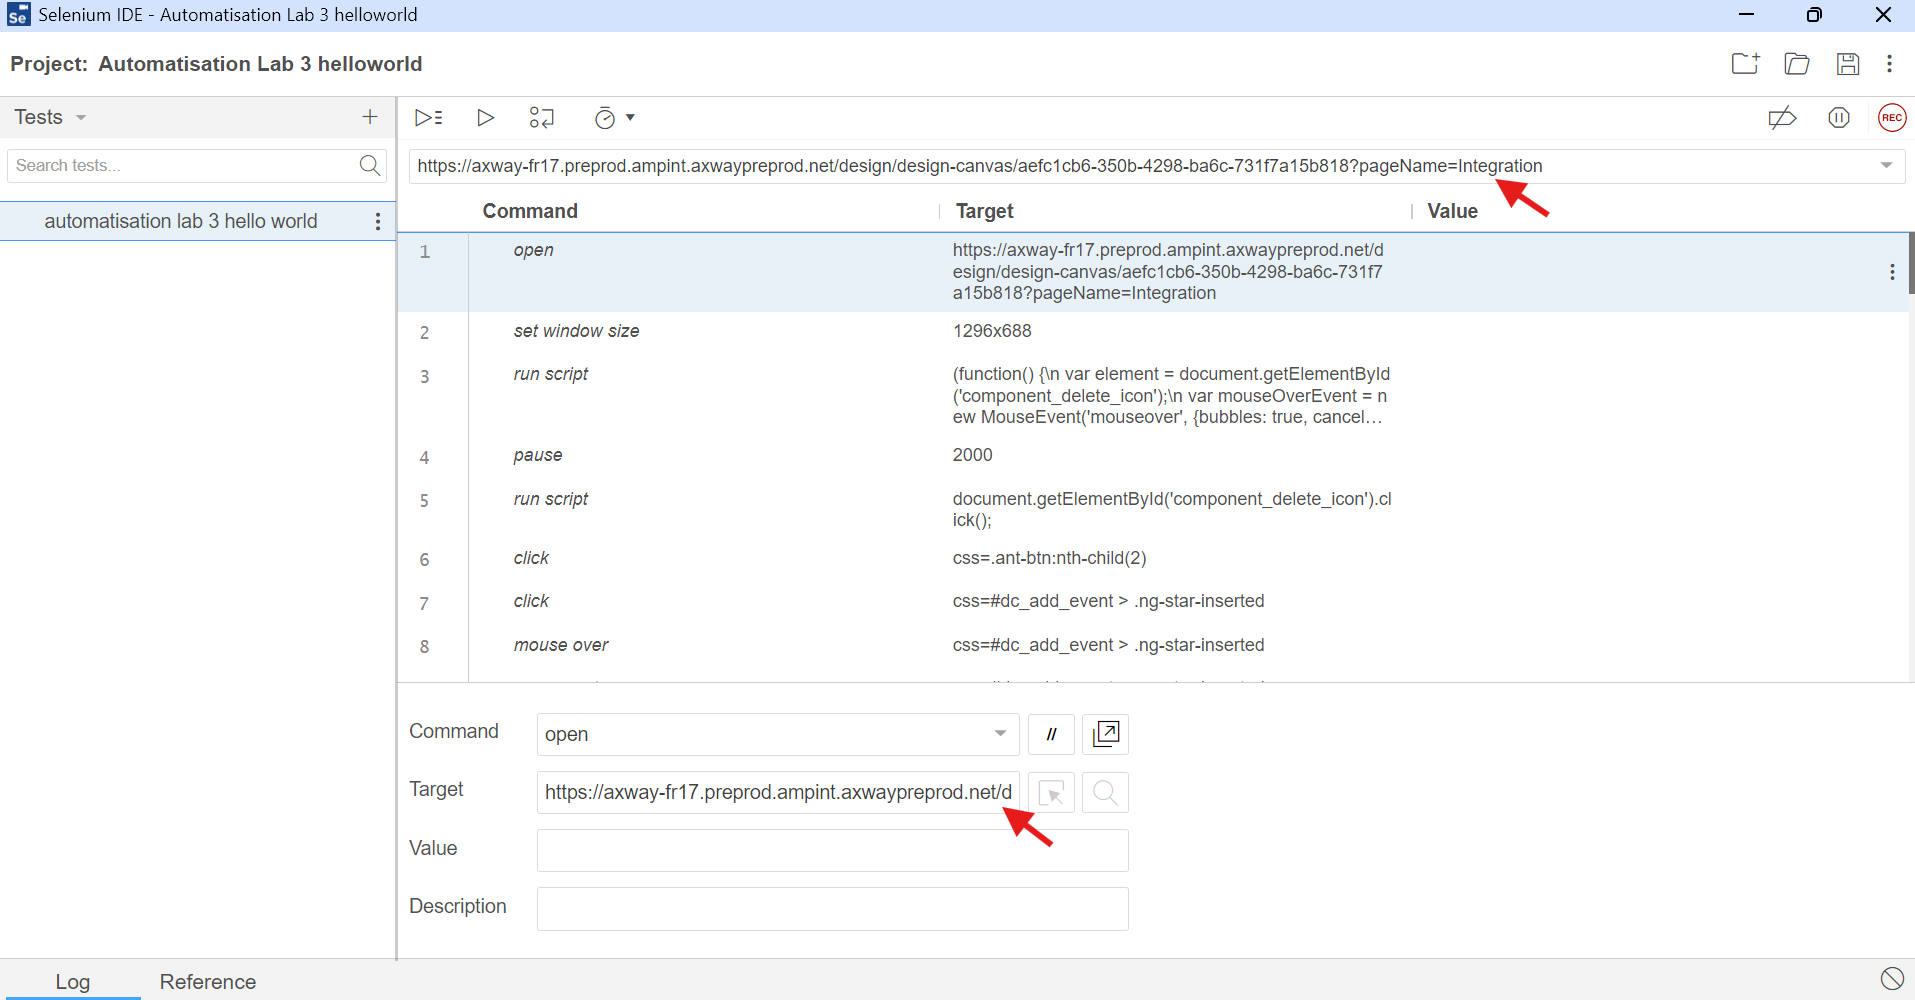 Selenium IDE - Automatisation Lab 3 helloworld
Project: Automatisation Lab 3 helloworld
Tests
Search tests...
automatisation lab 3 hello world
REC
https://axway-fr17.preprod.ampint.axwaypreprod.net/design/design-canvas/aefc1cb6-350b-4298-ba6c-731f7a15b818?pageName=Integration
Command Target Value
1 open https://axway-fr17.preprod.ampint.axwaypreprod.net/d
esign/design-canvas/aefc1cb6-350b-4298-ba6c-731f7
a15b818?pageName=Integration
2 set window size 1296x688
3 run script (function() {\n var element = document.getElementById
('component_delete_icon');\n var mouseOverEvent = n
ew MouseEvent('mouseover', {bubbles: true, cancel...
4 pause 2000
5 run script document.getElementById('component_delete_icon').cl
ick();
6 click css=.ant-btn:nth-child(2)
7 click css=#dc_add_event > .ng-star-inserted
8 mouse over css=#dc_add_event > .ng-star-inserted
Command open //
Target https://axway-fr17.preprod.ampint.axwaypreprod.net/d
Value
Description
Log Reference